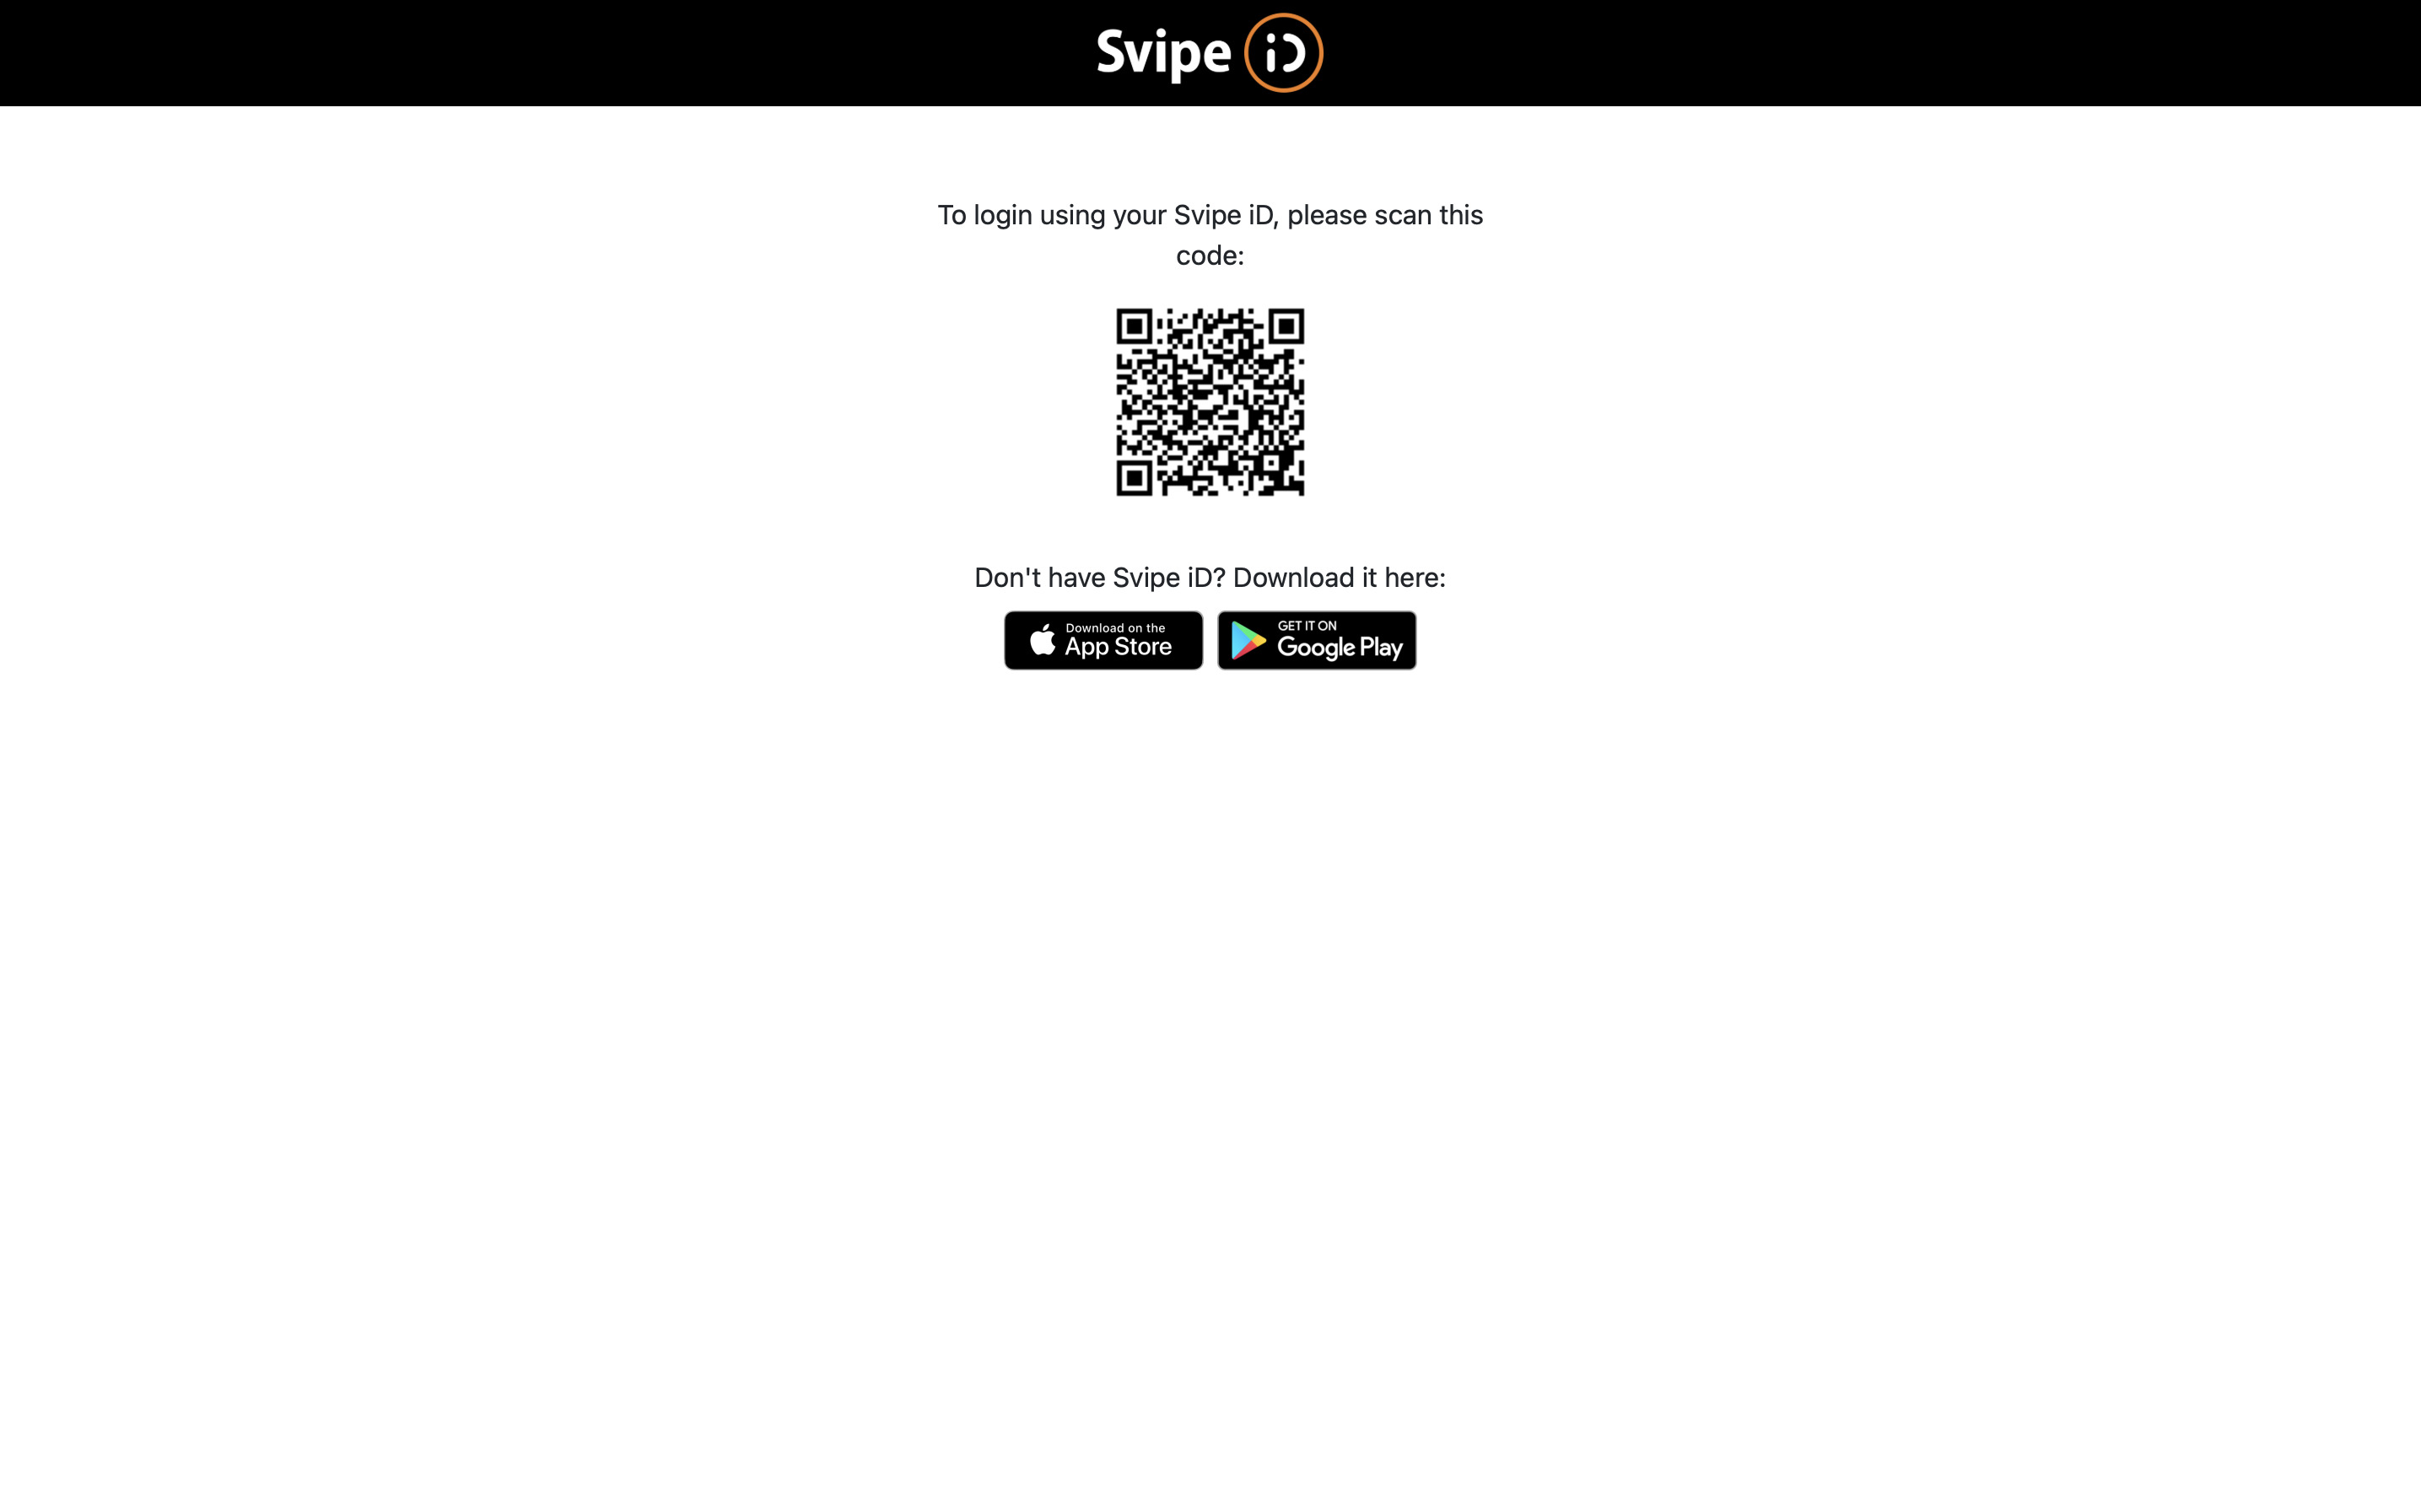 Svipe iD
To login using your Svipe iD, please scan this
code:
Don't have Svipe iD? Download it here:
Download on the
App Store
GET IT ON
Google Play